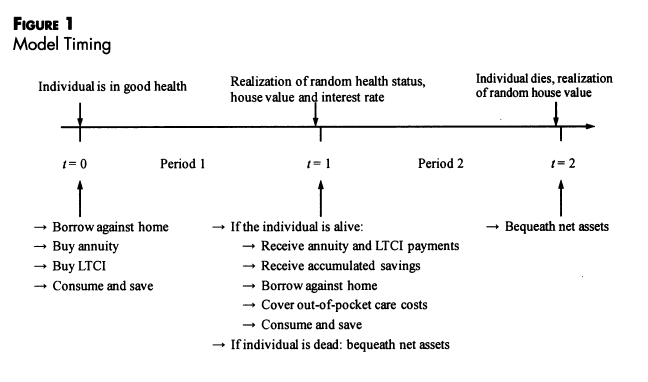 FIGURE 1
Model Timing
Individual is in good health
Realization of random health status,
house value and interest rate
Individual dies, realization
of random house value
t = 0
Period 1
t = 1
Period 2
t = 2
→ Borrow against home
→ Buy annuity
→ Buy LTCI
→ Consume and save
→ If the individual is alive:
→ Receive annuity and LTCI payments
→ Receive accumulated savings
→ Borrow against home
→ Cover out-of-pocket care costs
→ Consume and save
→ If individual is dead: bequeath net assets
→ Bequeath net assets